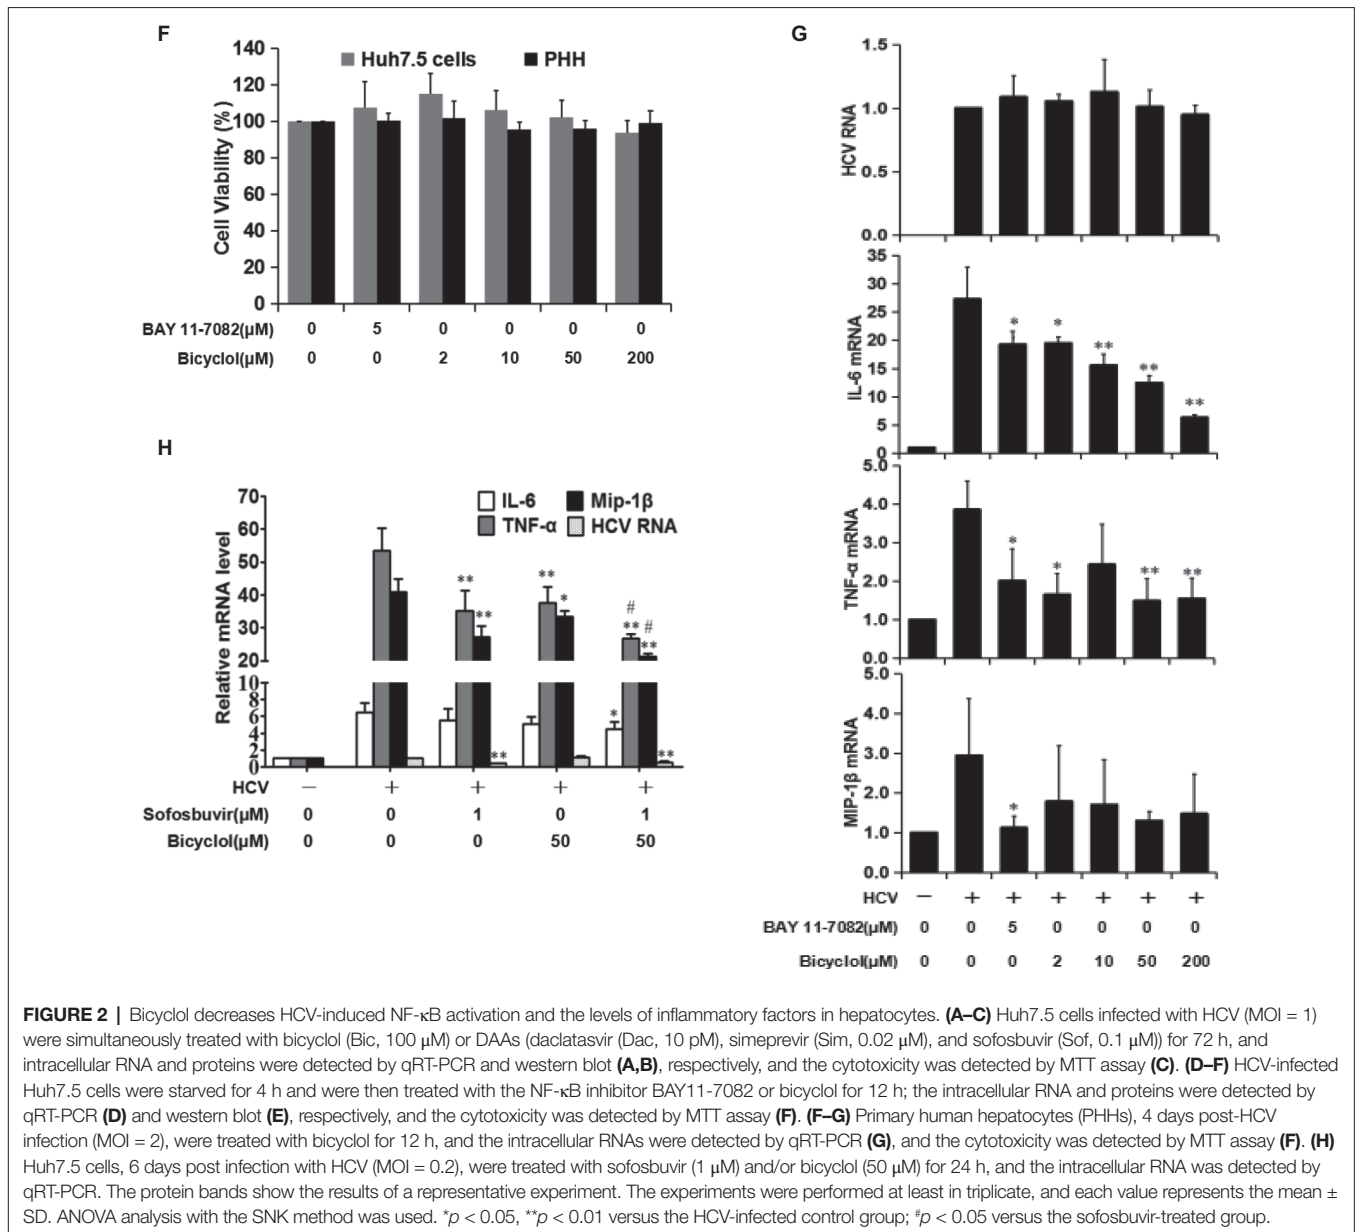 F
140
120
100
80
60
40
20
0
Cell Viability (%)
Huh7.5 cells PHH
BAY 11-7082(µM) 0 5 0 0 0 0
Bicyclol(µM) 0 0 2 10 50 200
G
1.5
1.0
0.5
0.0
HCV RNA
35
30
25
20
15
10
5
0
IL-6 mRNA
* * ** ** **
5.0
4.0
3.0
2.0
1.0
0.0
TNF-α mRNA
* * ** **
5.0
4.0
3.0
2.0
1.0
0.0
MIP-1β mRNA
*
HCV — + + + + + +
BAY 11-7082(µM) 0 0 5 0 0 0 0
Bicyclol(µM) 0 0 0 2 10 50 200
H
70
60
50
40
30
20
10
8
6
4
2
0
Relative mRNA level
IL-6 Mip-1β
TNF-α HCV RNA
** ** # #
* ** **
* ** **
HCV — + + + +
Sofosbuvir(µM) 0 0 1 0 1
Bicyclol(µM) 0 0 0 50 50
FIGURE 2 | Bicyclol decreases HCV-induced NF-κB activation and the levels of inflammatory factors in hepatocytes. (A–C) Huh7.5 cells infected with HCV (MOI = 1)
were simultaneously treated with bicyclol (Bic, 100 µM) or DAAs (daclatasvir (Dac, 10 pM), simeprevir (Sim, 0.02 µM), and sofosbuvir (Sof, 0.1 µM)) for 72 h, and
intracellular RNA and proteins were detected by qRT-PCR and western blot (A,B), respectively, and the cytotoxicity was detected by MTT assay (C). (D–F) HCV-infected
Huh7.5 cells were starved for 4 h and were then treated with the NF-κB inhibitor BAY11-7082 or bicyclol for 12 h; the intracellular RNA and proteins were detected by
qRT-PCR (D) and western blot (E), respectively, and the cytotoxicity was detected by MTT assay (F). (F–G) Primary human hepatocytes (PHHs), 4 days post-HCV
infection (MOI = 2), were treated with bicyclol for 12 h, and the intracellular RNAs were detected by qRT-PCR (G), and the cytotoxicity was detected by MTT assay (F). (H)
Huh7.5 cells, 6 days post infection with HCV (MOI = 0.2), were treated with sofosbuvir (1 µM) and/or bicyclol (50 µM) for 24 h, and the intracellular RNA was detected by
qRT-PCR. The protein bands show the results of a representative experiment. The experiments were performed at least in triplicate, and each value represents the mean ±
SD. ANOVA analysis with the SNK method was used. *p < 0.05, **p < 0.01 versus the HCV-infected control group; #p < 0.05 versus the sofosbuvir-treated group.